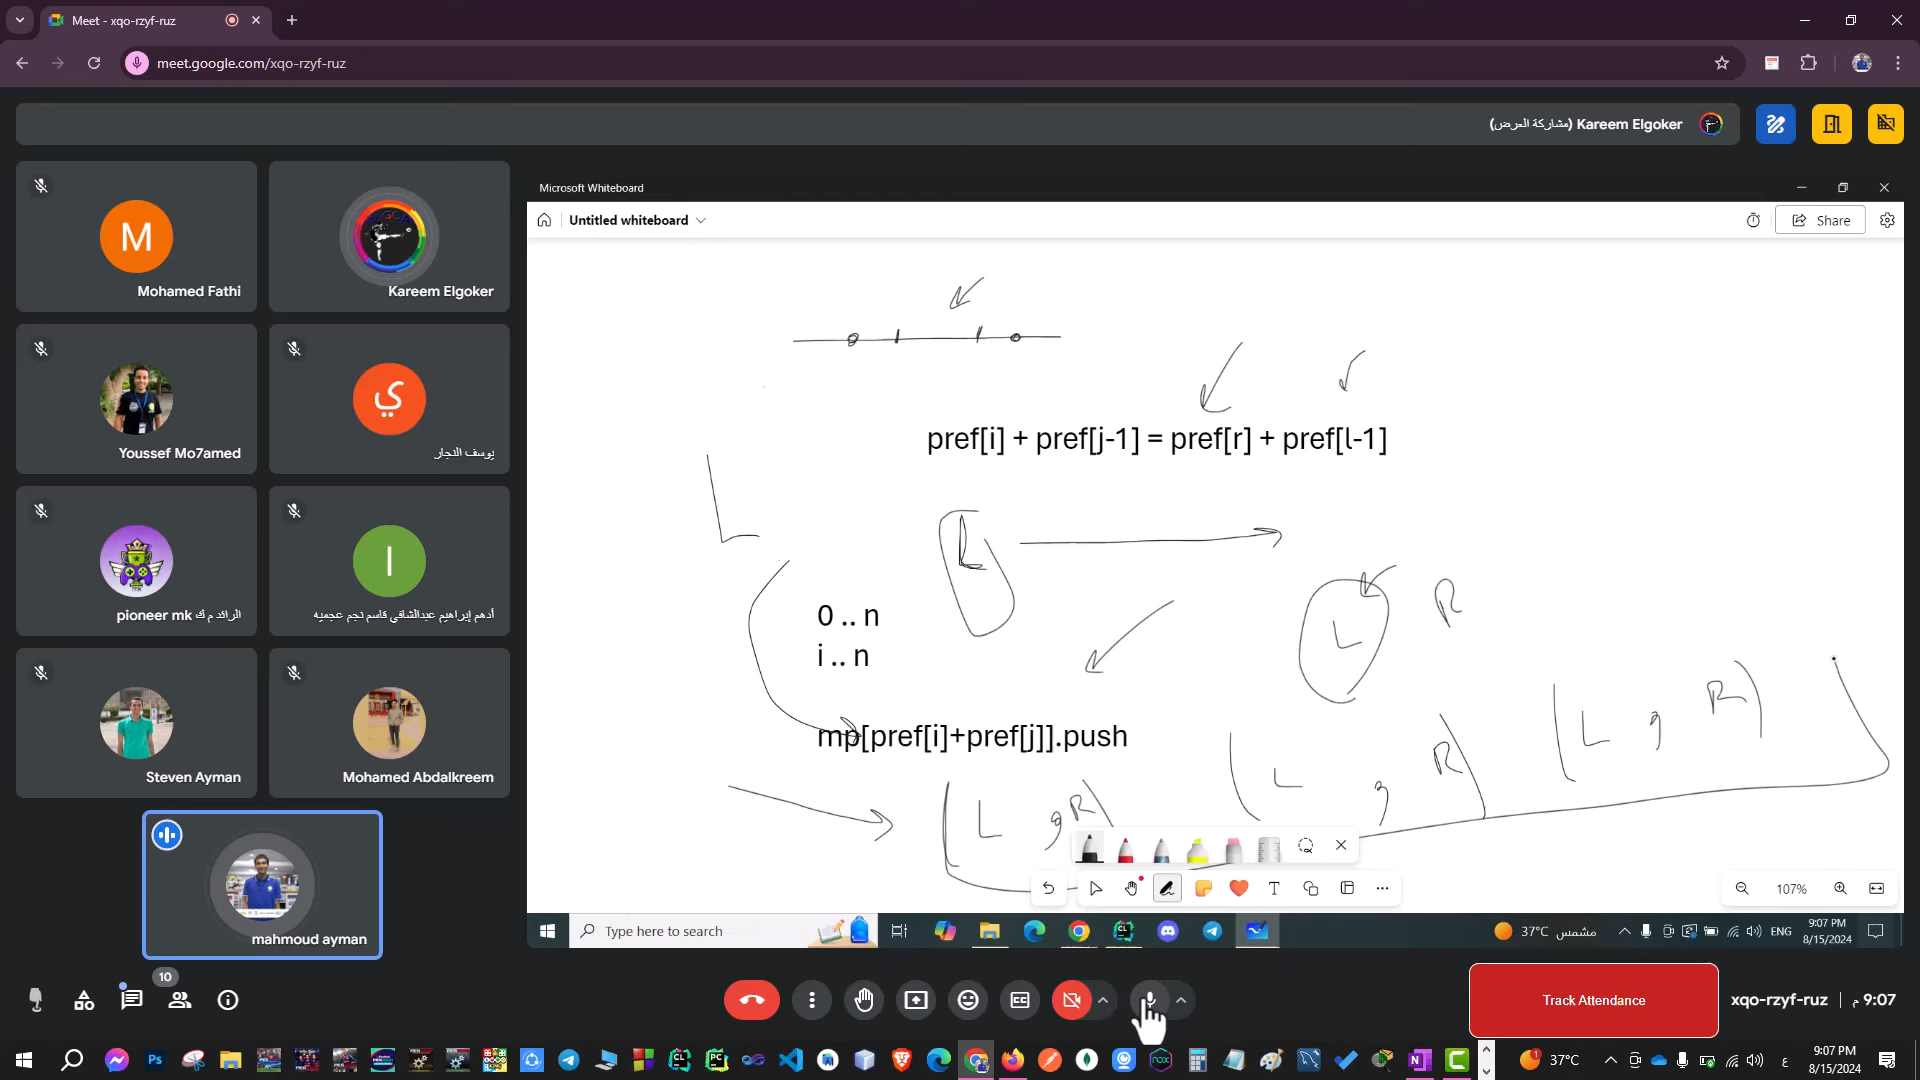 Meet - xqo-rzyf-ruz
meet.google.com/xqo-rzyf-ruz
Kareem Elgoker (مشاركة العرض)
M
Mohamed Fathi
Kareem Elgoker
Youssef Mo7amed
ي
يوسف النجار
pioneer mk الرائد م ك
ا
أدهم إبراهيم عبدالشافي قاسم نجم عجميه
Steven Ayman
Mohamed Abdalkreem
mahmoud ayman
Microsoft Whiteboard
Untitled whiteboard
Share
pref[i] + pref[j-1] = pref[r] + pref[l-1]
L
L R
0 .. n
i .. n
mp[pref[i]+pref[j]].push
(L , R)
(L , R)
(L , R)
107%
Type here to search
37°C مشمس
ENG
9:07 PM
8/15/2024
10
Track Attendance
xqo-rzyf-ruz
9:07 م
37°C
ع
9:07 PM
8/15/2024